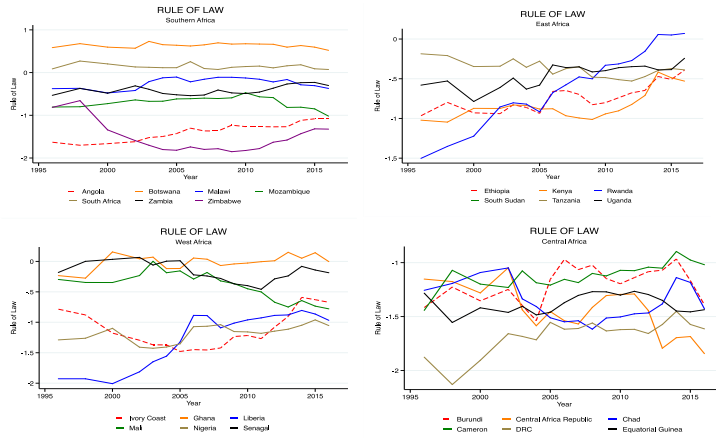 RULE OF LAW
Southern Africa
1
0
-1
-2
Rule of Law
1995
2000
2005
2010
2015
Year
Angola
Botswana
Malawi
Mozambique
South Africa
Zambia
Zimbabwe
RULE OF LAW
East Africa
0
-.5
-1
-1.5
Rule of Law
1995
2000
2005
2010
2015
Year
Ethiopia
Kenya
Rwanda
South Sudan
Tanzania
Uganda
RULE OF LAW
West Africa
0
-.5
-1
-1.5
-2
Rule of Law
1995
2000
2005
2010
2015
Year
Ivory Coast
Ghana
Liberia
Mali
Nigeria
Senagal
RULE OF LAW
Central Africa
-1
-1.5
-2
Rule of Law
1995
2000
2005
2010
2015
Year
Burundi
Central Africa Republic
Chad
Cameron
DRC
Equatorial Guinea